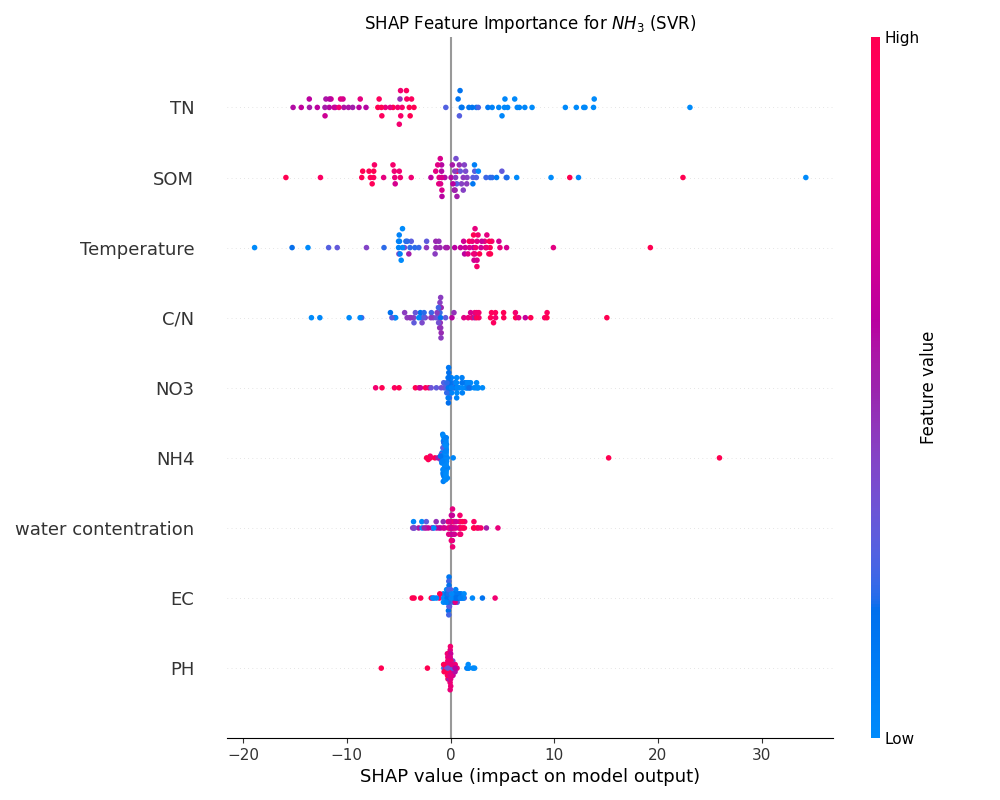 SHAP Feature Importance for NH₃ (SVR)
High
TN
SOM
Temperature
C/N
NO3
NH4
water contentration
EC
PH
Feature value
Low
−20 −10 0 10 20 30
SHAP value (impact on model output)